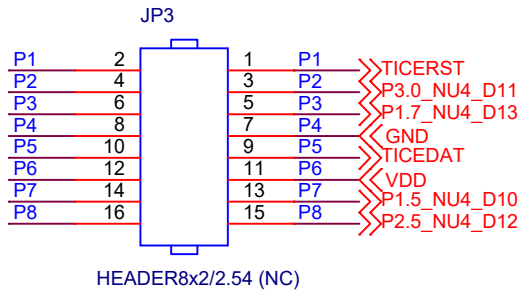 JP3
P1 2 1 P1 TICERST
P2 4 3 P2 P3.0_NU4_D11
P3 6 5 P3 P1.7_NU4_D13
P4 8 7 P4 GND
P5 10 9 P5 TICEDAT
P6 12 11 P6 VDD
P7 14 13 P7 P1.5_NU4_D10
P8 16 15 P8 P2.5_NU4_D12
HEADER8x2/2.54 (NC)